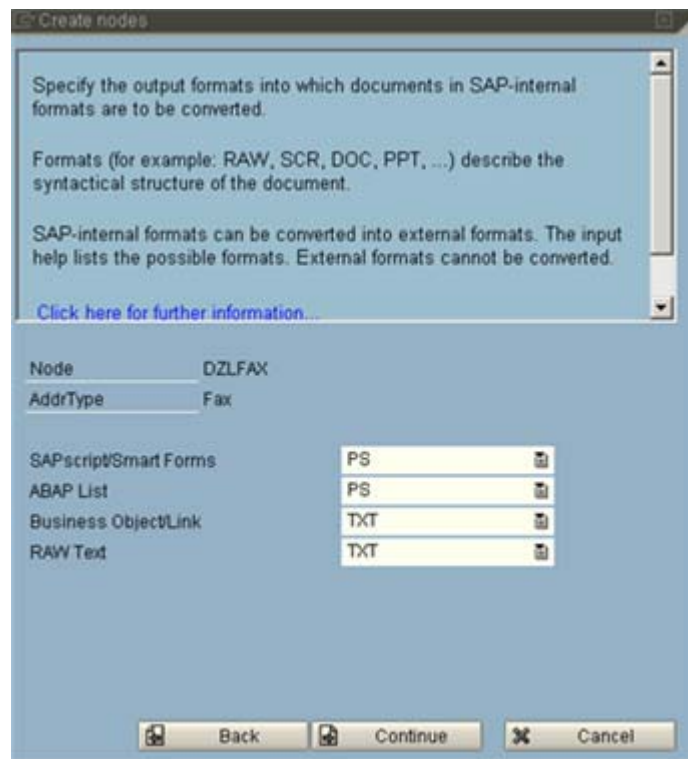 Create nodes
Specify the output formats into which documents in SAP-internal
formats are to be converted.
Formats (for example: RAW, SCR, DOC, PPT, ...) describe the
syntactical structure of the document.
SAP-internal formats can be converted into external formats. The input
help lists the possible formats. External formats cannot be converted.
Click here for further information...
Node DZLFAX
AddrType Fax
SAPscript/Smart Forms PS
ABAP List PS
Business Object/Link TXT
RAW Text TXT
Back Continue Cancel